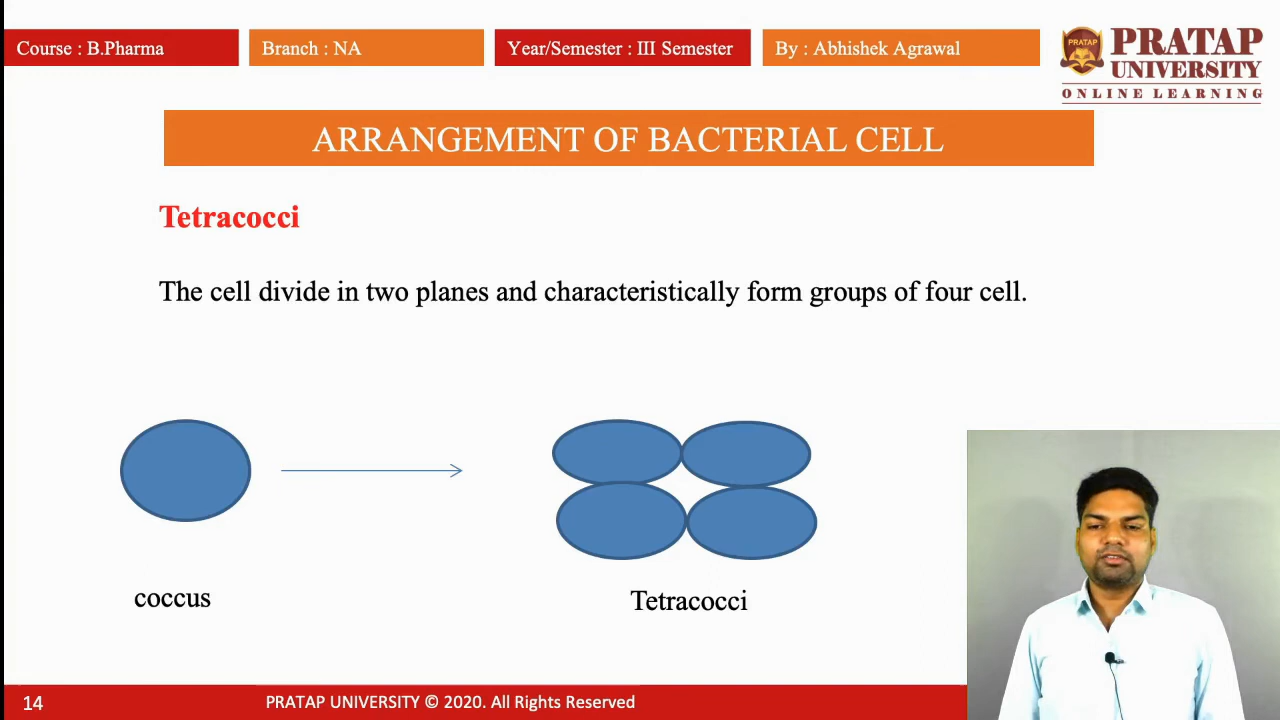 Course : B.Pharma
Branch : NA
Year/Semester : III Semester
By : Abhishek Agrawal
PRATAP
PRATAP
UNIVERSITY
ONLINE LEARNING
ARRANGEMENT OF BACTERIAL CELL
Tetracocci
The cell divide in two planes and characteristically form groups of four cell.
coccus
Tetracocci
14
PRATAP UNIVERSITY © 2020. All Rights Reserved